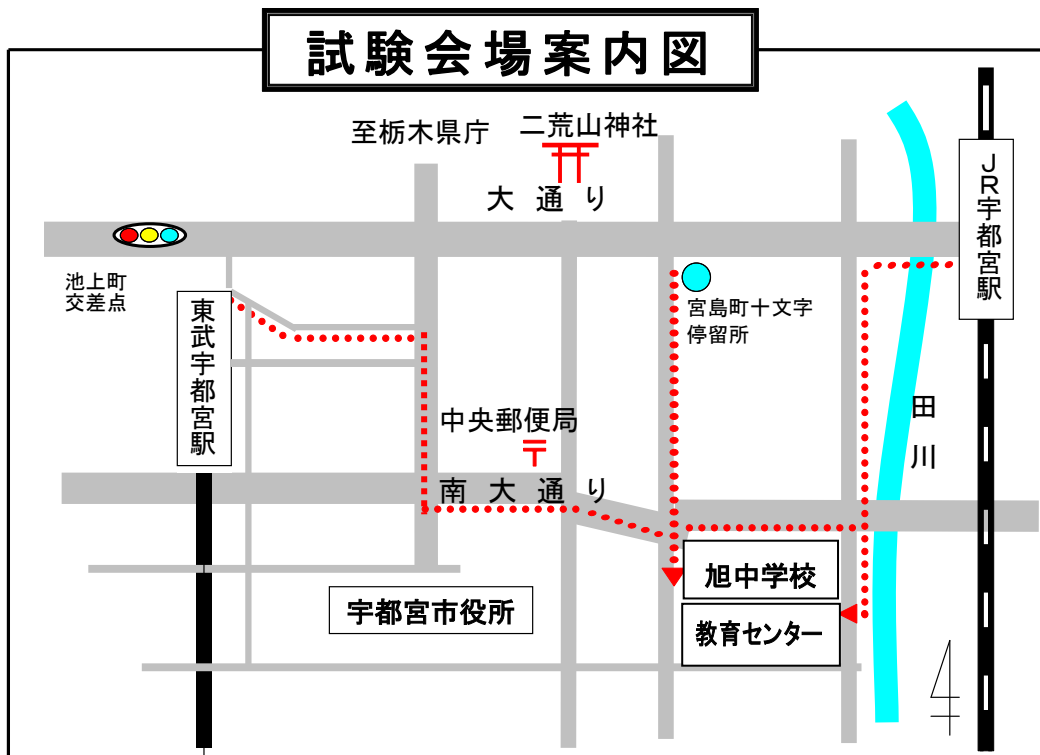 試験会場案内図
至栃木県庁
二荒山神社
大通り
池上町
交差点
東武宇都宮駅
宮島町十文字
停留所
JR宇都宮駅
田川
中央郵便局
〒
南大通り
旭中学校
宇都宮市役所
教育センター